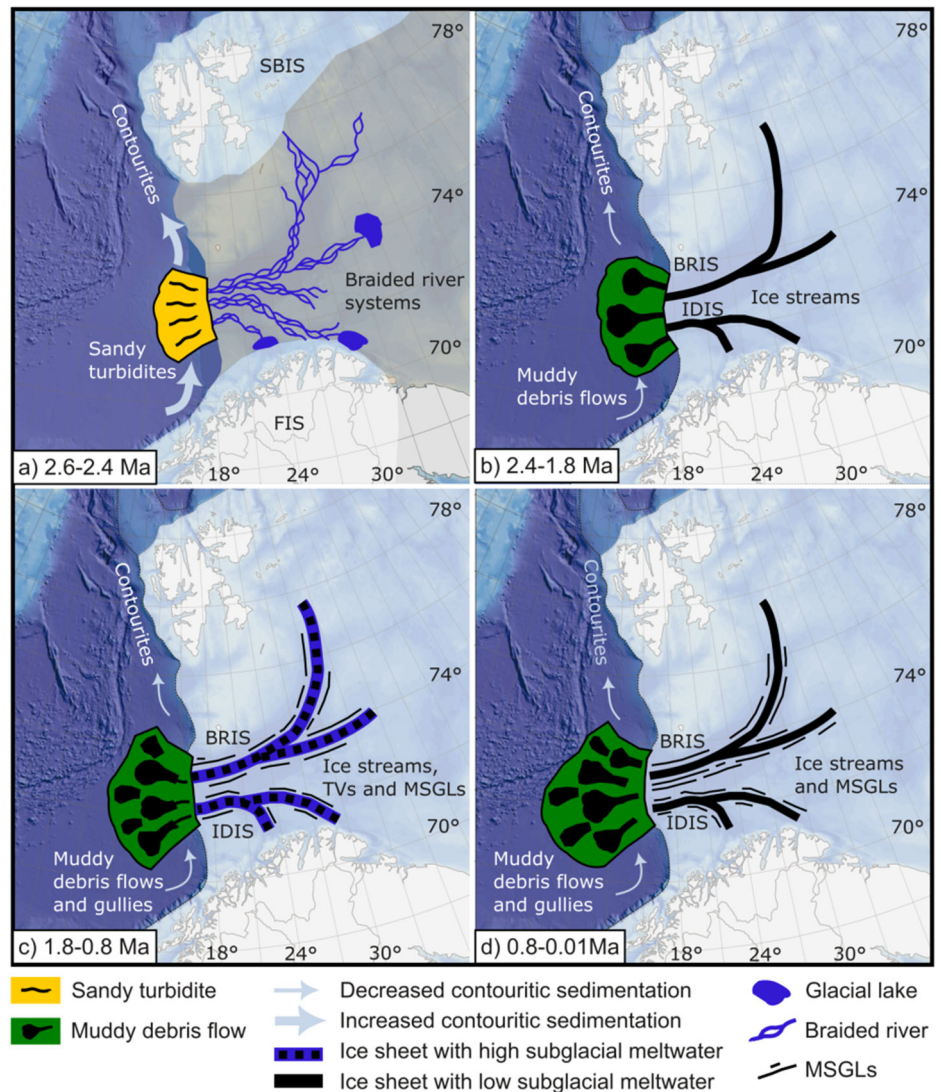 78°
SBIS
Contourites
74°
Braided river
systems
Sandy
turbidites
70°
FIS
a) 2.6-2.4 Ma
18°
24°
30°
78°
Contourites
74°
BRIS
IDIS
Ice streams
Muddy
debris flows
70°
b) 2.4-1.8 Ma
18°
24°
30°
78°
Contourites
74°
BRIS
Ice streams,
TVs and MSGLs
IDIS
70°
Muddy
debris flows
and gullies
c) 1.8-0.8 Ma
18°
24°
30°
78°
Contourites
74°
BRIS
Ice streams
and MSGLs
IDIS
70°
Muddy
debris flows
and gullies
d) 0.8-0.01Ma
18°
24°
30°
Sandy turbidite
Muddy debris flow
Decreased contouritic sedimentation
Increased contouritic sedimentation
Ice sheet with high subglacial meltwater
Ice sheet with low subglacial meltwater
Glacial lake
Braided river
MSGLs